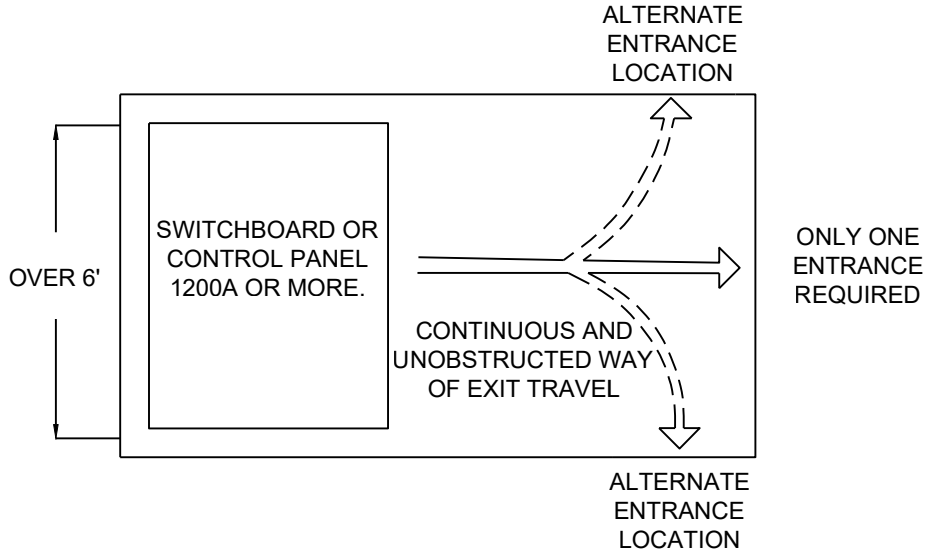 ALTERNATE
ENTRANCE
LOCATION
OVER 6'
SWITCHBOARD OR
CONTROL PANEL
1200A OR MORE.
CONTINUOUS AND
UNOBSTRUCTED WAY
OF EXIT TRAVEL
ONLY ONE
ENTRANCE
REQUIRED
ALTERNATE
ENTRANCE
LOCATION